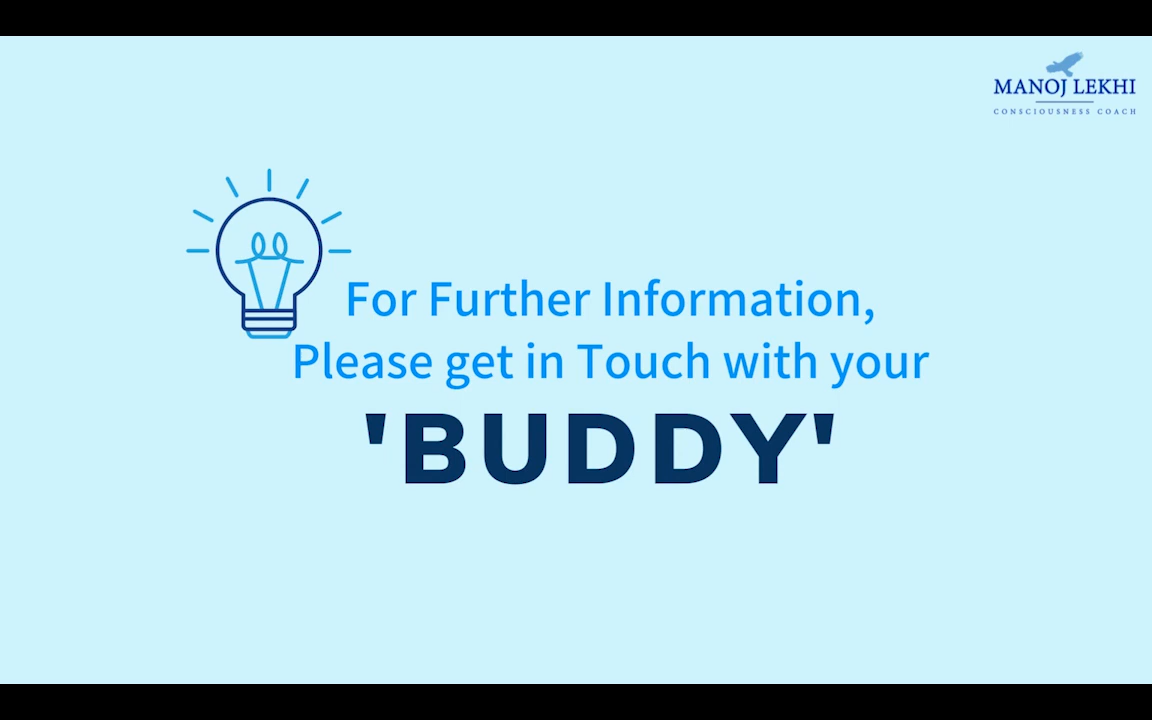 MANOJ LEKHI
CONSCIOUSNESS COACH
For Further Information,
Please get in Touch with your
'BUDDY'